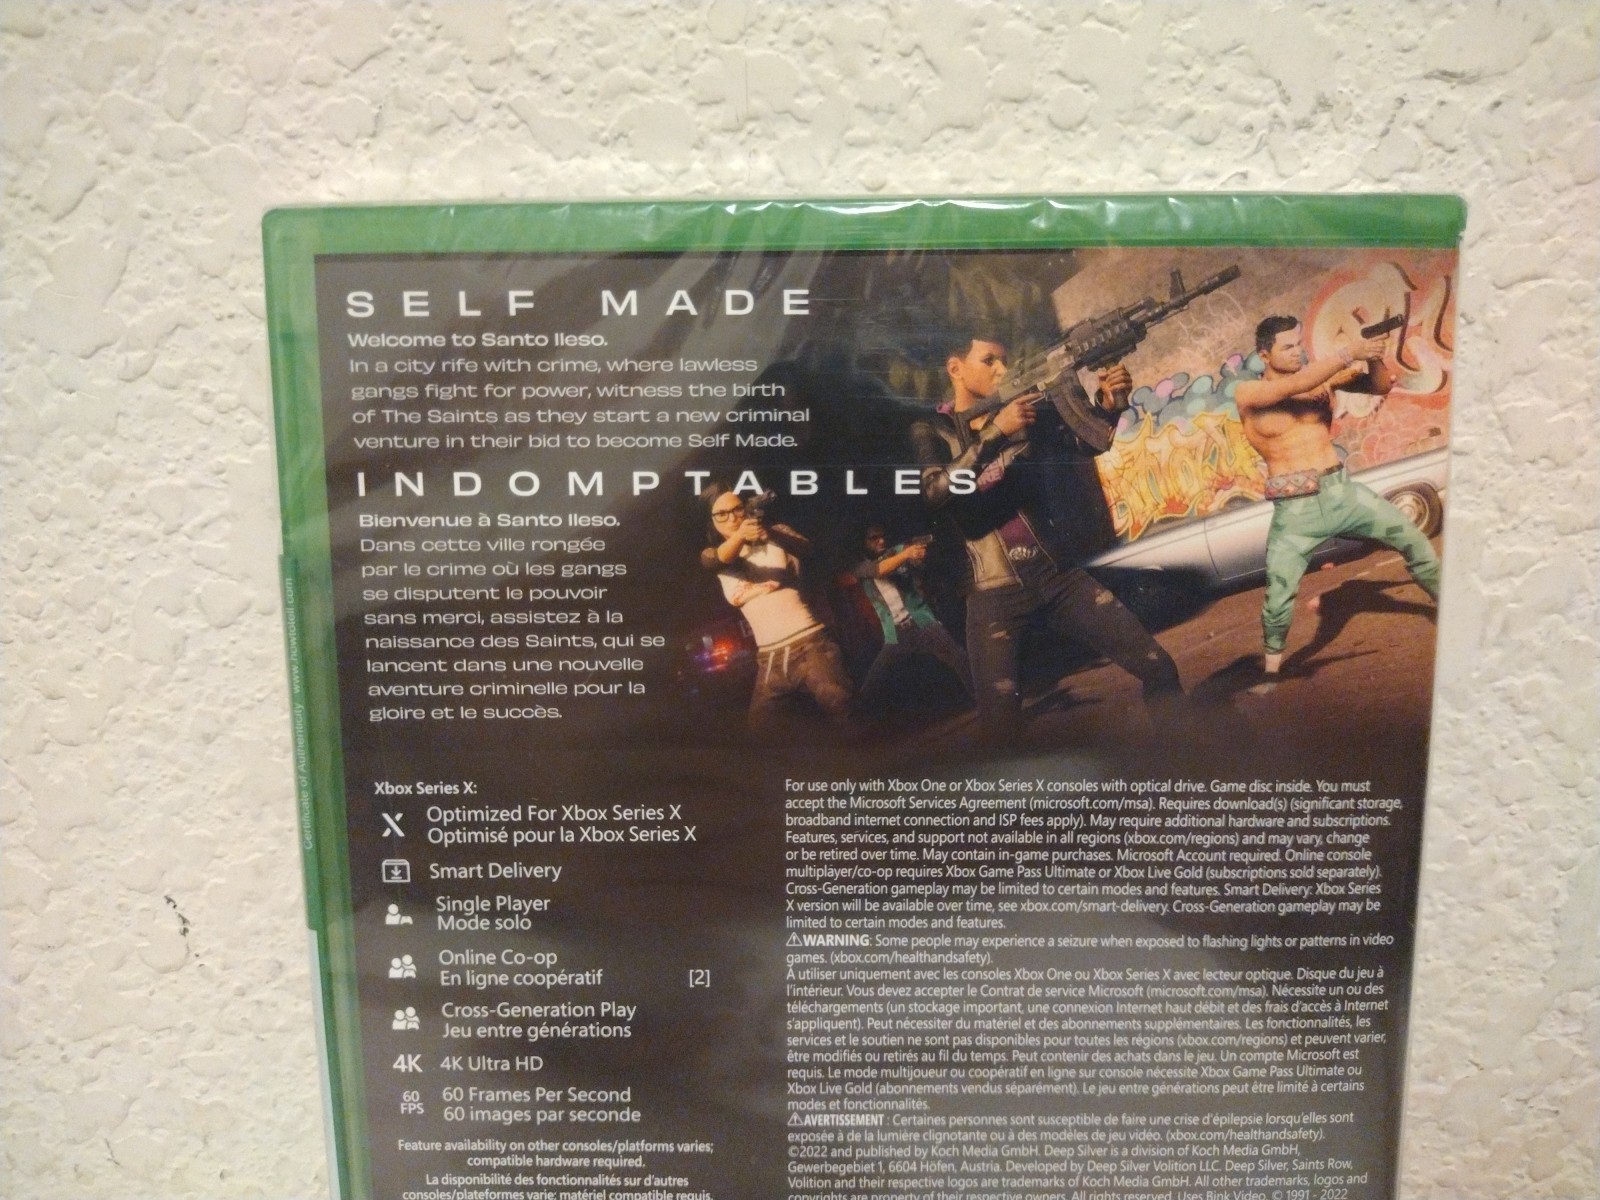 SELF MADE
Welcome to Santo Ileso.
In a city rife with crime, where lawless
gangs fight for power, witness the birth
of The Saints as they start a new criminal
venture in their bid to become Self Made.
INDOMPTABLES
Bienvenue à Santo Ileso.
Dans cette ville rongée
par le crime où les gangs
se disputent le pouvoir
sans merci, assistez à la
naissance des Saints, qui se
lancent dans une nouvelle
aventure criminelle pour la
gloire et le succès.
Certificate of Authenticity www.howtotell.com
Xbox Series X:
Optimized For Xbox Series X
Optimisé pour la Xbox Series X
Smart Delivery
Single Player
Mode solo
Online Co-op
En ligne coopératif [2]
Cross-Generation Play
Jeu entre générations
4K 4K Ultra HD
60 FPS 60 Frames Per Second
60 images par seconde
Feature availability on other consoles/platforms varies;
compatible hardware required.
La disponibilité des fonctionnalités sur d'autres
consoles/plateformes varie; matériel compatible requis.
For use only with Xbox One or Xbox Series X consoles with optical drive. Game disc inside. You must
accept the Microsoft Services Agreement (microsoft.com/msa). Requires download(s) (significant storage,
broadband internet connection and ISP fees apply). May require additional hardware and subscriptions.
Features, services, and support not available in all regions (xbox.com/regions) and may vary, change
or be retired over time. May contain in-game purchases. Microsoft Account required. Online console
multiplayer/co-op requires Xbox Game Pass Ultimate or Xbox Live Gold (subscriptions sold separately).
Cross-Generation gameplay may be limited to certain modes and features. Smart Delivery: Xbox Series
X version will be available over time, see xbox.com/smart-delivery. Cross-Generation gameplay may be
limited to certain modes and features.
⚠WARNING: Some people may experience a seizure when exposed to flashing lights or patterns in video
games. (xbox.com/healthandsafety).
À utiliser uniquement avec les consoles Xbox One ou Xbox Series X avec lecteur optique. Disque du jeu à
l'intérieur. Vous devez accepter le Contrat de service Microsoft (microsoft.com/msa). Nécessite un ou des
téléchargements (un stockage important, une connexion Internet haut débit et des frais d'accès à Internet
s'appliquent). Peut nécessiter du matériel et des abonnements supplémentaires. Les fonctionnalités, les
services et le soutien ne sont pas disponibles pour toutes les régions (xbox.com/regions) et peuvent varier,
être modifiés ou retirés au fil du temps. Peut contenir des achats dans le jeu. Un compte Microsoft est
requis. Le mode multijoueur ou coopératif en ligne sur console nécessite Xbox Game Pass Ultimate ou
Xbox Live Gold (abonnements vendus séparément). Le jeu entre générations peut être limité à certains
modes et fonctionnalités.
⚠AVERTISSEMENT : Certaines personnes sont susceptible de faire une crise d'épilepsie lorsqu'elles sont
exposée à de la lumière clignotante ou à des modèles de jeu vidéo. (xbox.com/healthandsafety).
©2022 and published by Koch Media GmbH. Deep Silver is a division of Koch Media GmbH,
Gewerbegebiet 1, 6604 Höfen, Austria. Developed by Deep Silver Volition LLC. Deep Silver, Saints Row,
Volition and their respective logos are trademarks of Koch Media GmbH. All other trademarks, logos and
copyrights are property of their respective owners. All rights reserved. Uses Bink Video. © 1991 - 2022